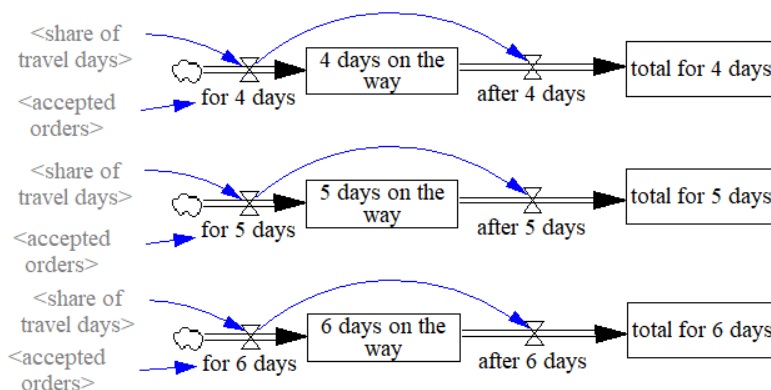 <share of
travel days>
4 days on the
way
total for 4 days
<accepted
orders>
for 4 days
after 4 days
<share of
travel days>
5 days on the
way
total for 5 days
<accepted
orders>
for 5 days
after 5 days
<share of
travel days>
6 days on the
way
total for 6 days
<accepted
orders>
for 6 days
after 6 days